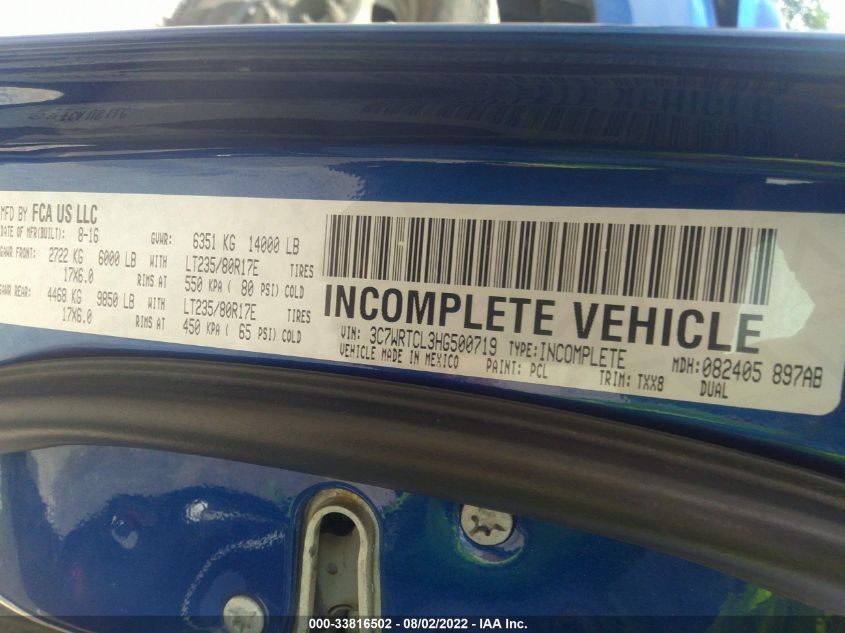 MFD BY FCA US LLC
DATE OF MFR(BUILT): 8-16 GVWR: 6351 KG 14000 LB
GAWR FRONT: 2722 KG 6000 LB WITH LT235/80R17E TIRES
17X6.0 RIMS AT 550 KPA ( 80 PSI) COLD
GAWR REAR: 4468 KG 9850 LB WITH LT235/80R17E TIRES
17X6.0 RIMS AT 450 KPA ( 65 PSI) COLD
INCOMPLETE VEHICLE
VIN: 3C7WRTCL3HG500719 TYPE:INCOMPLETE MDH:082405 897AB
VEHICLE MADE IN MEXICO PAINT: PCL TRIM: TXX8 DUAL
000-33816502 - 08/02/2022 - IAA Inc.